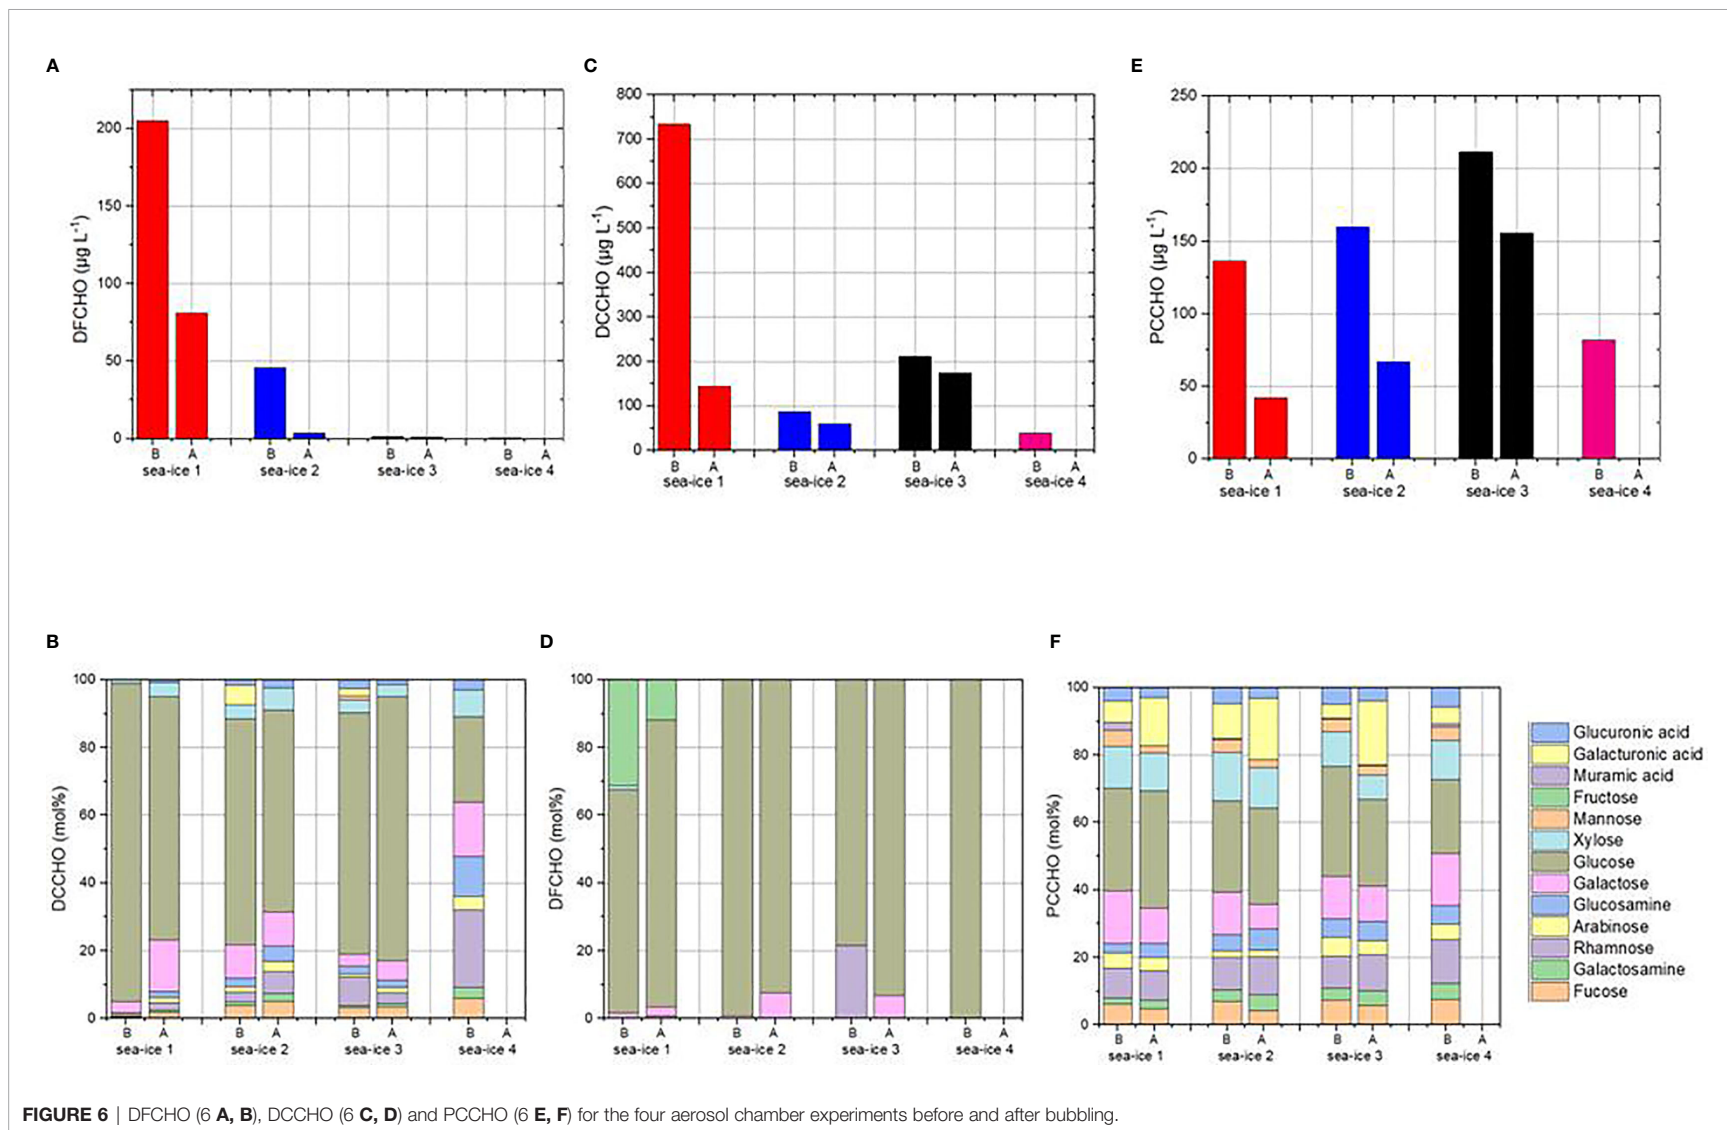 A
DFCHO (µg L-1)
200
150
100
50
0
B A B A B A B A
sea-ice 1 sea-ice 2 sea-ice 3 sea-ice 4
C
DCCHO (µg L-1)
800
700
600
500
400
300
200
100
0
B A B A B A B A
sea-ice 1 sea-ice 2 sea-ice 3 sea-ice 4
E
PCCHO (µg L-1)
250
200
150
100
50
0
B A B A B A B A
sea-ice 1 sea-ice 2 sea-ice 3 sea-ice 4
B
DCCHO (mol%)
100
80
60
40
20
0
B A B A B A B A
sea-ice 1 sea-ice 2 sea-ice 3 sea-ice 4
D
DFCHO (mol%)
100
80
60
40
20
0
B A B A B A B A
sea-ice 1 sea-ice 2 sea-ice 3 sea-ice 4
F
PCCHO (mol%)
100
80
60
40
20
0
B A B A B A B A
sea-ice 1 sea-ice 2 sea-ice 3 sea-ice 4
Glucuronic acid
Galacturonic acid
Muramic acid
Fructose
Mannose
Xylose
Glucose
Galactose
Glucosamine
Arabinose
Rhamnose
Galactosamine
Fucose
FIGURE 6 | DFCHO (6 A, B), DCCHO (6 C, D) and PCCHO (6 E, F) for the four aerosol chamber experiments before and after bubbling.